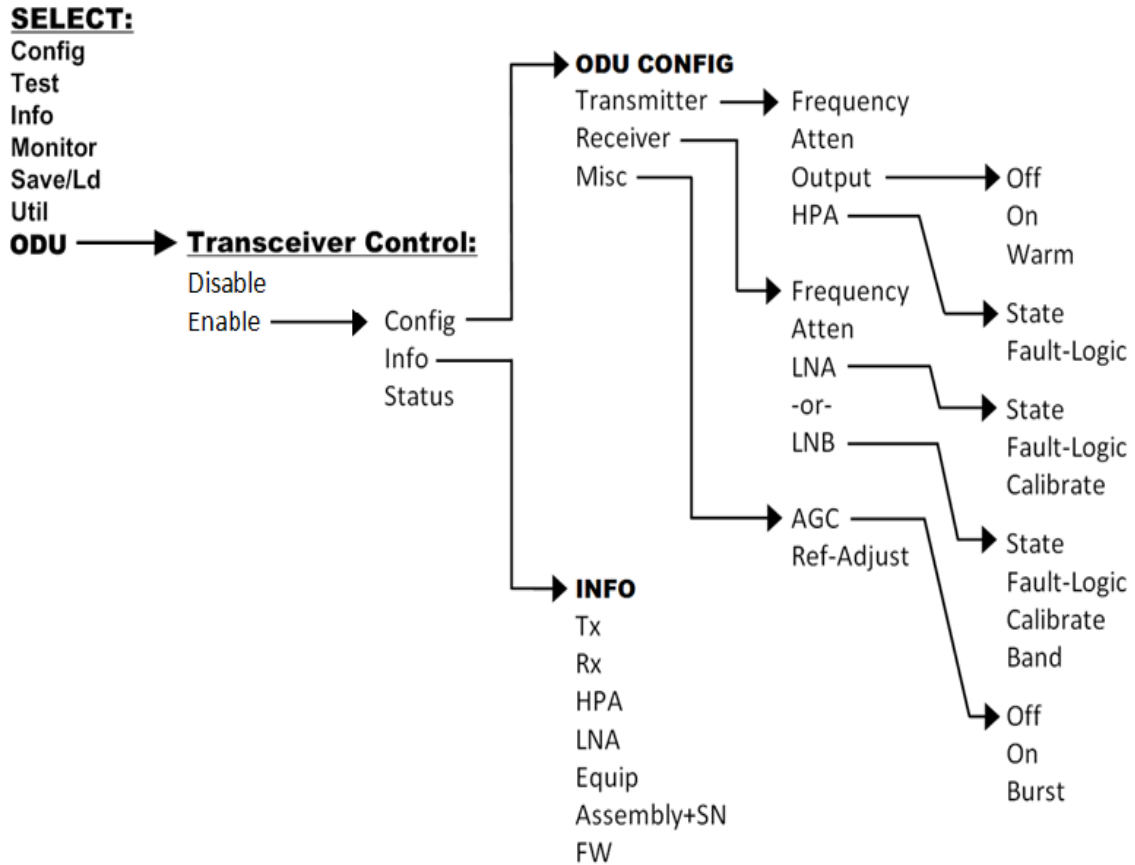 SELECT:
Config
Test
Info
Monitor
Save/Ld
Util
ODU
Transceiver Control:
Disable
Enable
Config
Info
Status
ODU CONFIG
Transmitter
Receiver
Misc
Frequency
Atten
Output
HPA
Off
On
Warm
State
Fault-Logic
Frequency
Atten
LNA
-or-
LNB
State
Fault-Logic
Calibrate
State
Fault-Logic
Calibrate
Band
AGC
Ref-Adjust
Off
On
Burst
INFO
Tx
Rx
HPA
LNA
Equip
Assembly+SN
FW